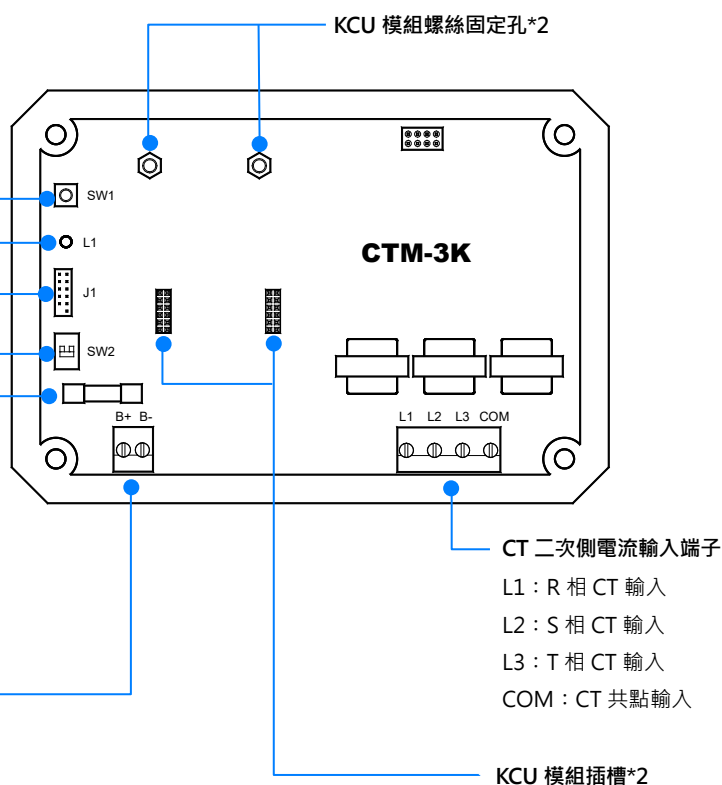 KCU 模組螺絲固定孔*2
SW1
L1
CTM-3K
J1
SW2
B+ B-
L1 L2 L3 COM
CT 二次側電流輸入端子
L1：R 相 CT 輸入
L2：S 相 CT 輸入
L3：T 相 CT 輸入
COM：CT 共點輸入
KCU 模組插槽*2